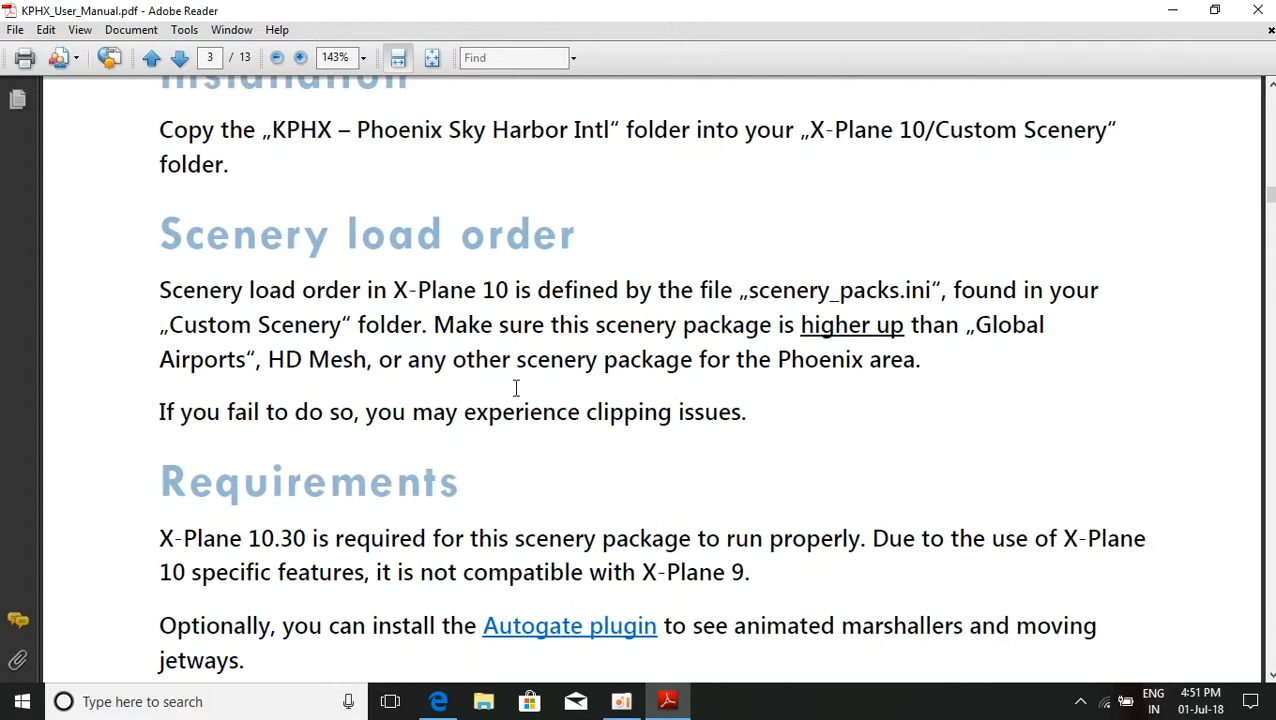 KPHX_User_Manual.pdf - Adobe Reader
File Edit View Document Tools Window Help
3 / 13 143% Find
Installation
Copy the „KPHX – Phoenix Sky Harbor Intl“ folder into your „X-Plane 10/Custom Scenery“
folder.
Scenery load order
Scenery load order in X-Plane 10 is defined by the file „scenery_packs.ini“, found in your
„Custom Scenery“ folder. Make sure this scenery package is higher up than „Global
Airports“, HD Mesh, or any other scenery package for the Phoenix area.
If you fail to do so, you may experience clipping issues.
Requirements
X-Plane 10.30 is required for this scenery package to run properly. Due to the use of X-Plane
10 specific features, it is not compatible with X-Plane 9.
Optionally, you can install the Autogate plugin to see animated marshallers and moving
jetways.
Type here to search
ENG 4:51 PM
IN 01-Jul-18